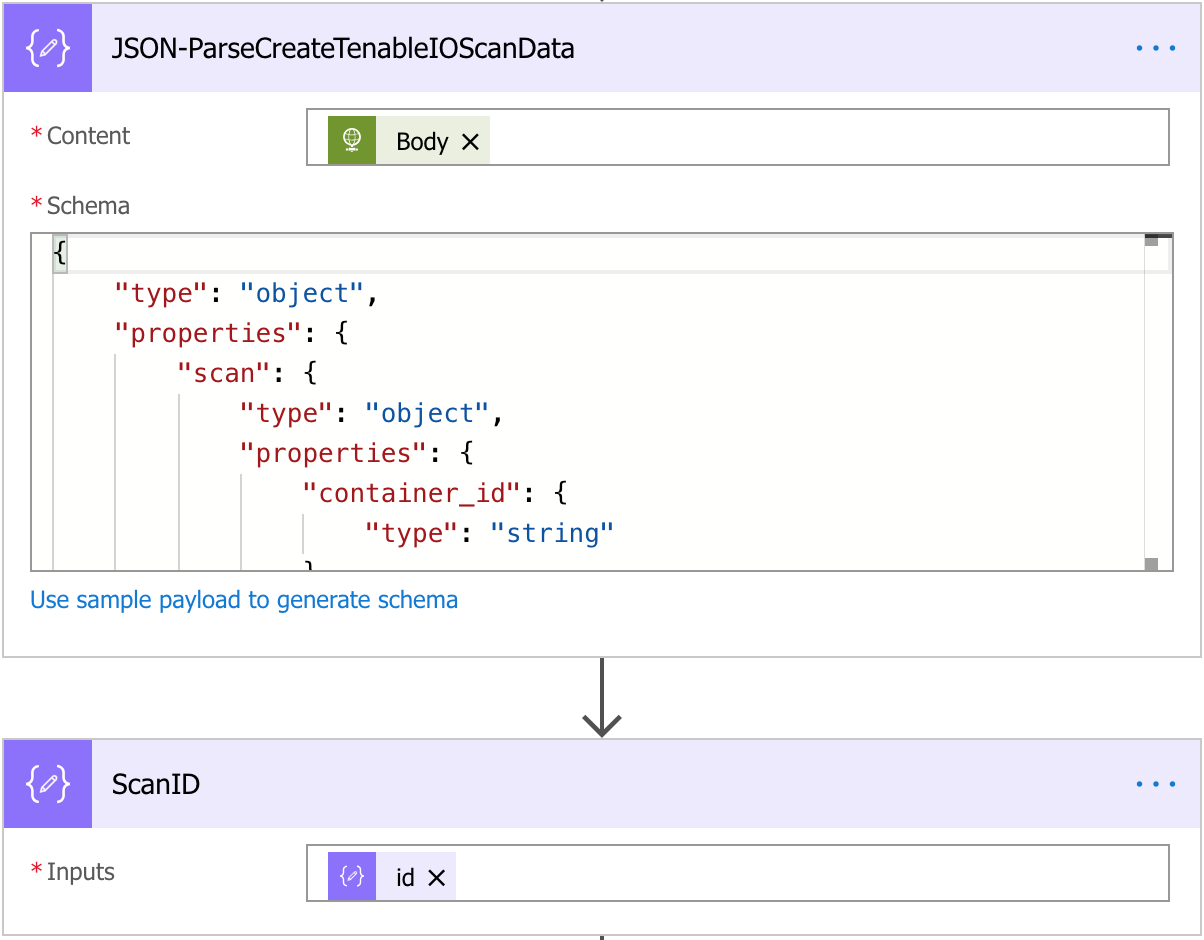 JSON-ParseCreateTenableIOScanData
* Content
Body
* Schema
{
"type": "object",
"properties": {
"scan": {
"type": "object",
"properties": {
"container_id": {
"type": "string"
}
Use sample payload to generate schema
ScanID
* Inputs
id